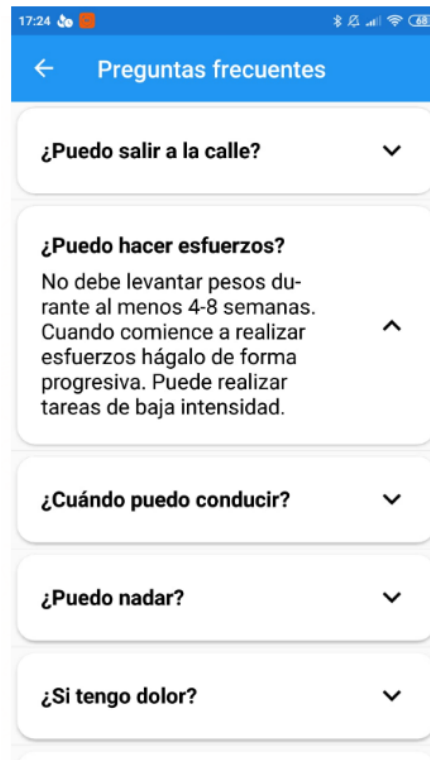 17:24
68
Preguntas frecuentes
¿Puedo salir a la calle?
¿Puedo hacer esfuerzos?
No debe levantar pesos du-
rante al menos 4-8 semanas.
Cuando comience a realizar
esfuerzos hágalo de forma
progresiva. Puede realizar
tareas de baja intensidad.
¿Cuándo puedo conducir?
¿Puedo nadar?
¿Si tengo dolor?